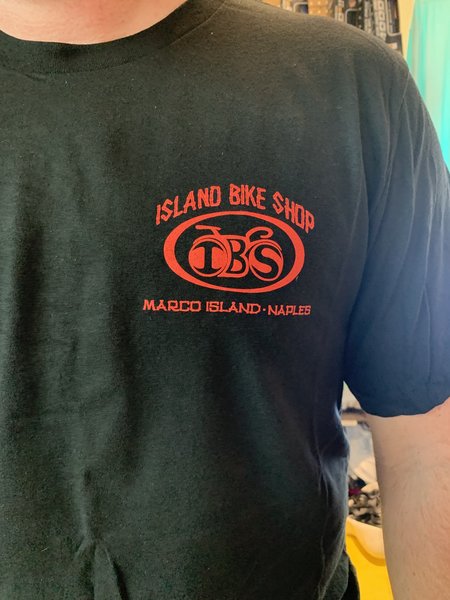 ISLAND BIKE SHOP
IBS
MARCO ISLAND · NAPLES